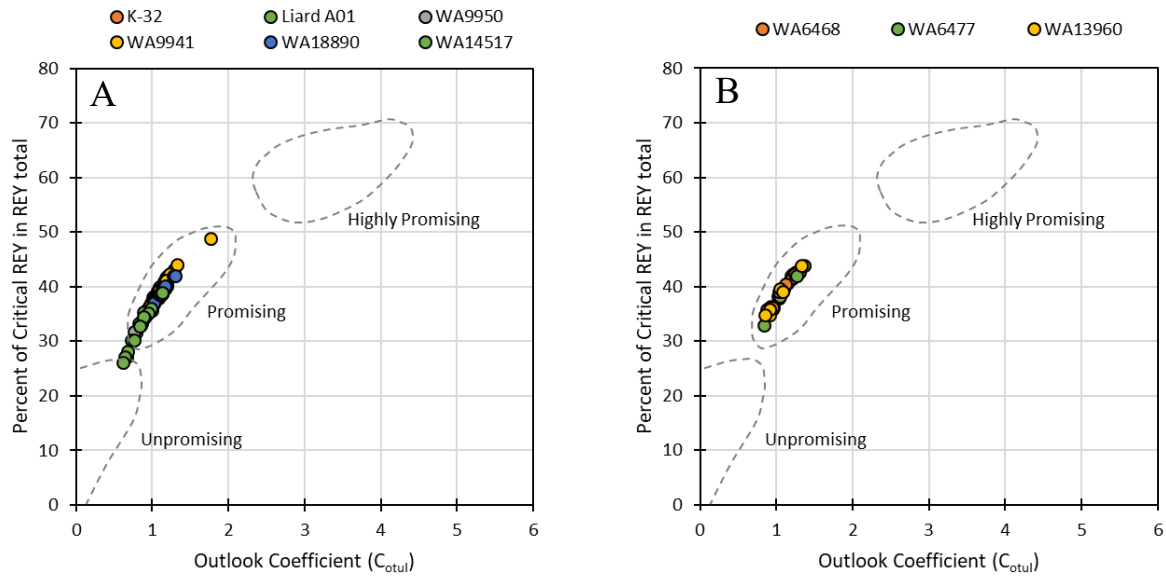 K-32 Liard A01 WA9950
WA9941 WA18890 WA14517
A
80
70
60
50
40
30
20
10
0
Percent of Critical REY in REY total
Highly Promising
Promising
Unpromising
0 1 2 3 4 5 6
Outlook Coefficient (Cotul)
WA6468 WA6477 WA13960
B
80
70
60
50
40
30
20
10
0
Percent of Critical REY in REY total
Highly Promising
Promising
Unpromising
0 1 2 3 4 5 6
Outlook Coefficient (Cotul)